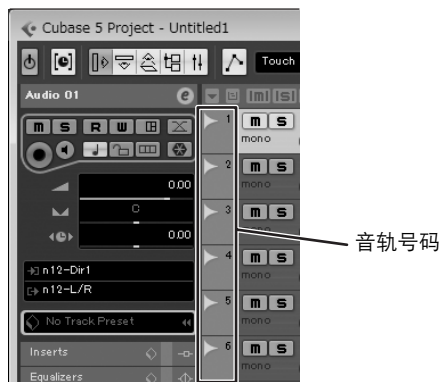 Cubase 5 Project - Untitled1
Touch
Audio 01
e
m S
m S R W
1 m S
mono
2 m S
mono
0.00
C
3 m S
mono
0.00
音轨号码
4 m S
mono
n12-Dir1
n12-L/R
5 m S
mono
No Track Preset
6 m S
mono
Inserts
Equalizers